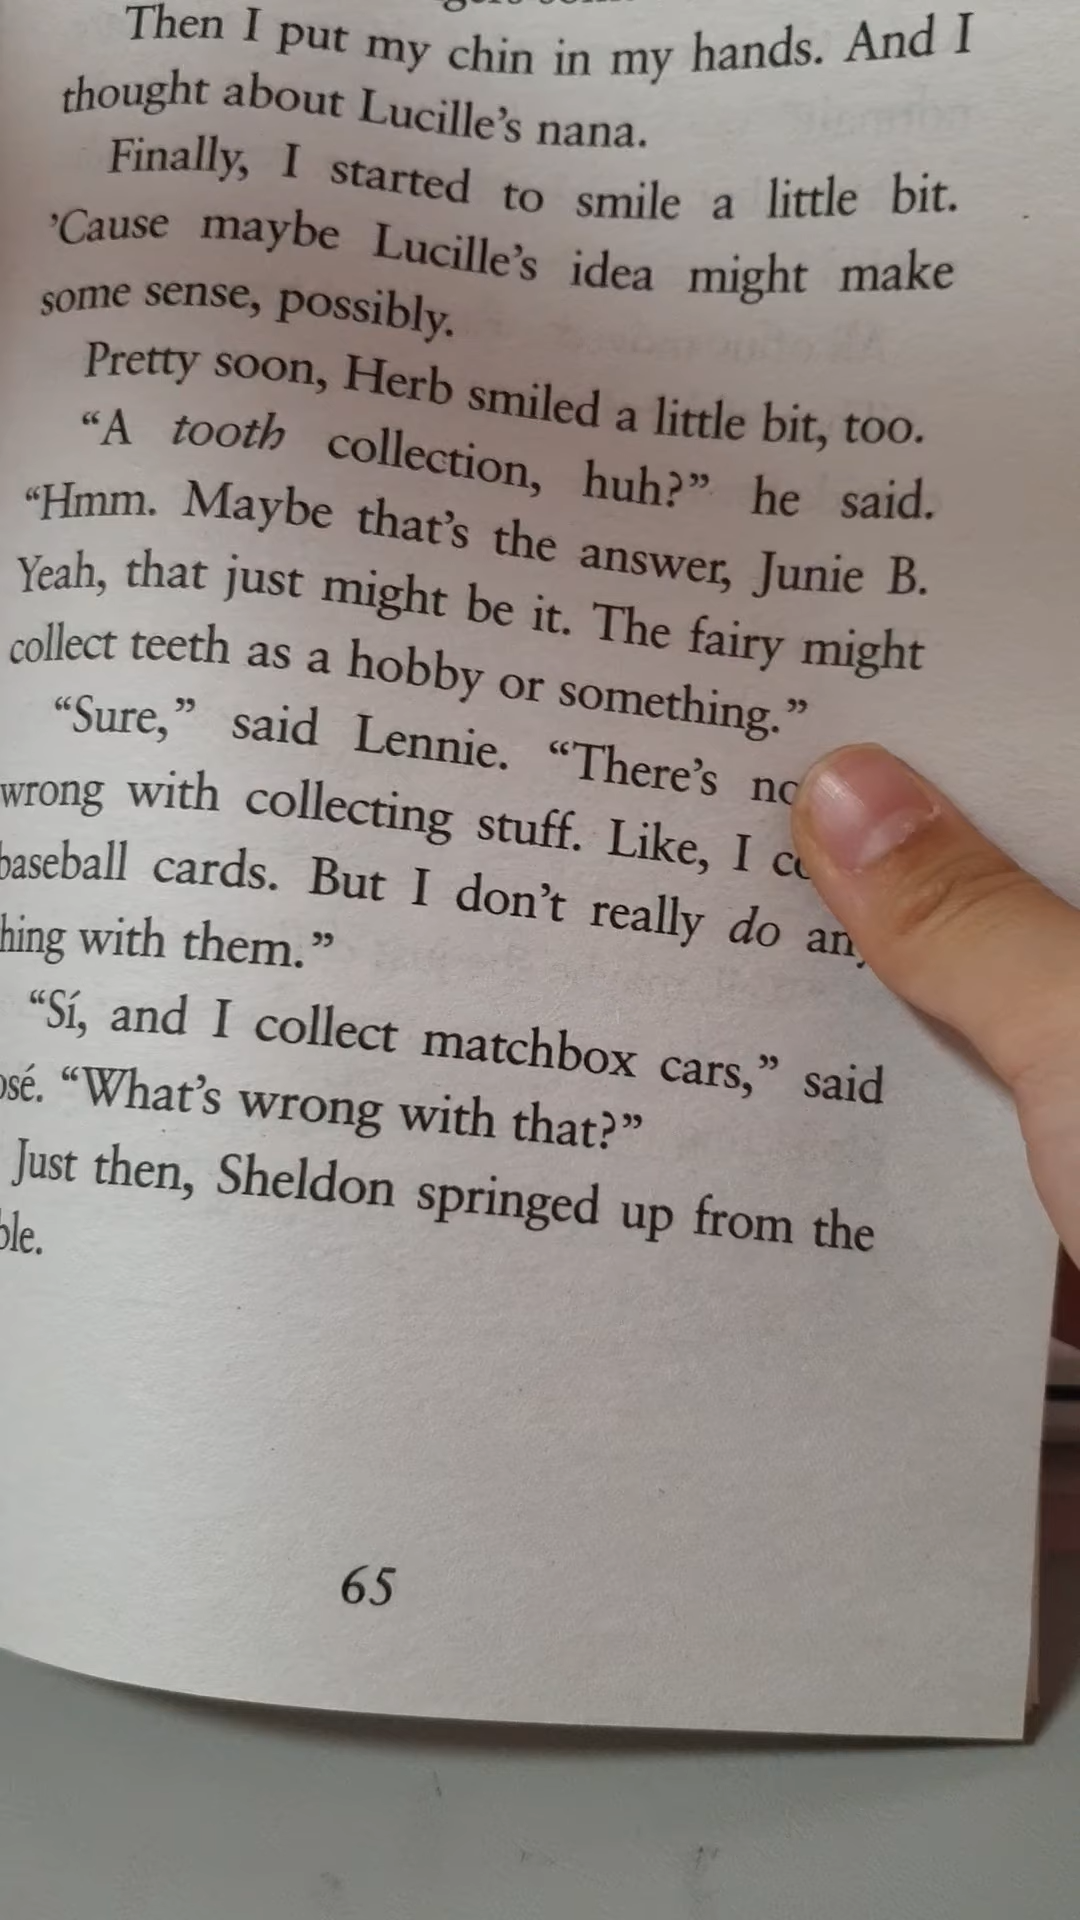 Then I put my chin in my hands. And I
thought about Lucille’s nana.
Finally, I started to smile a little bit.
’Cause maybe Lucille’s idea might make
some sense, possibly.
Pretty soon, Herb smiled a little bit, too.
“A tooth collection, huh?” he said.
“Hmm. Maybe that’s the answer, Junie B.
Yeah, that just might be it. The fairy might
collect teeth as a hobby or something.”
“Sure,” said Lennie. “There’s
wrong with collecting stuff. Like, I
baseball cards. But I don’t really do
with them.”
“Sí, and I collect matchbox cars,” said
“What’s wrong with that?”
Just then, Sheldon springed up from the
65